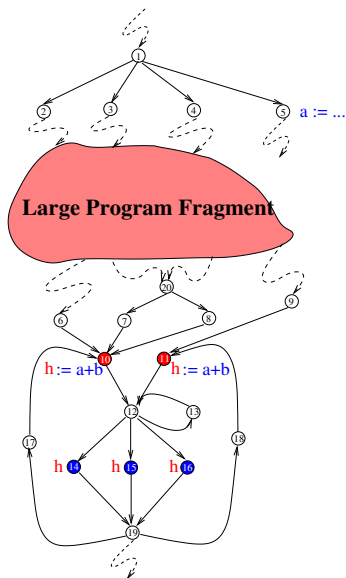 1
2
3
4
5 a := ...
Large Program Fragment
20
9
6
7
8
10
11
h := a+b
h := a+b
12
13
17
18
h 14
h 15
h 16
19